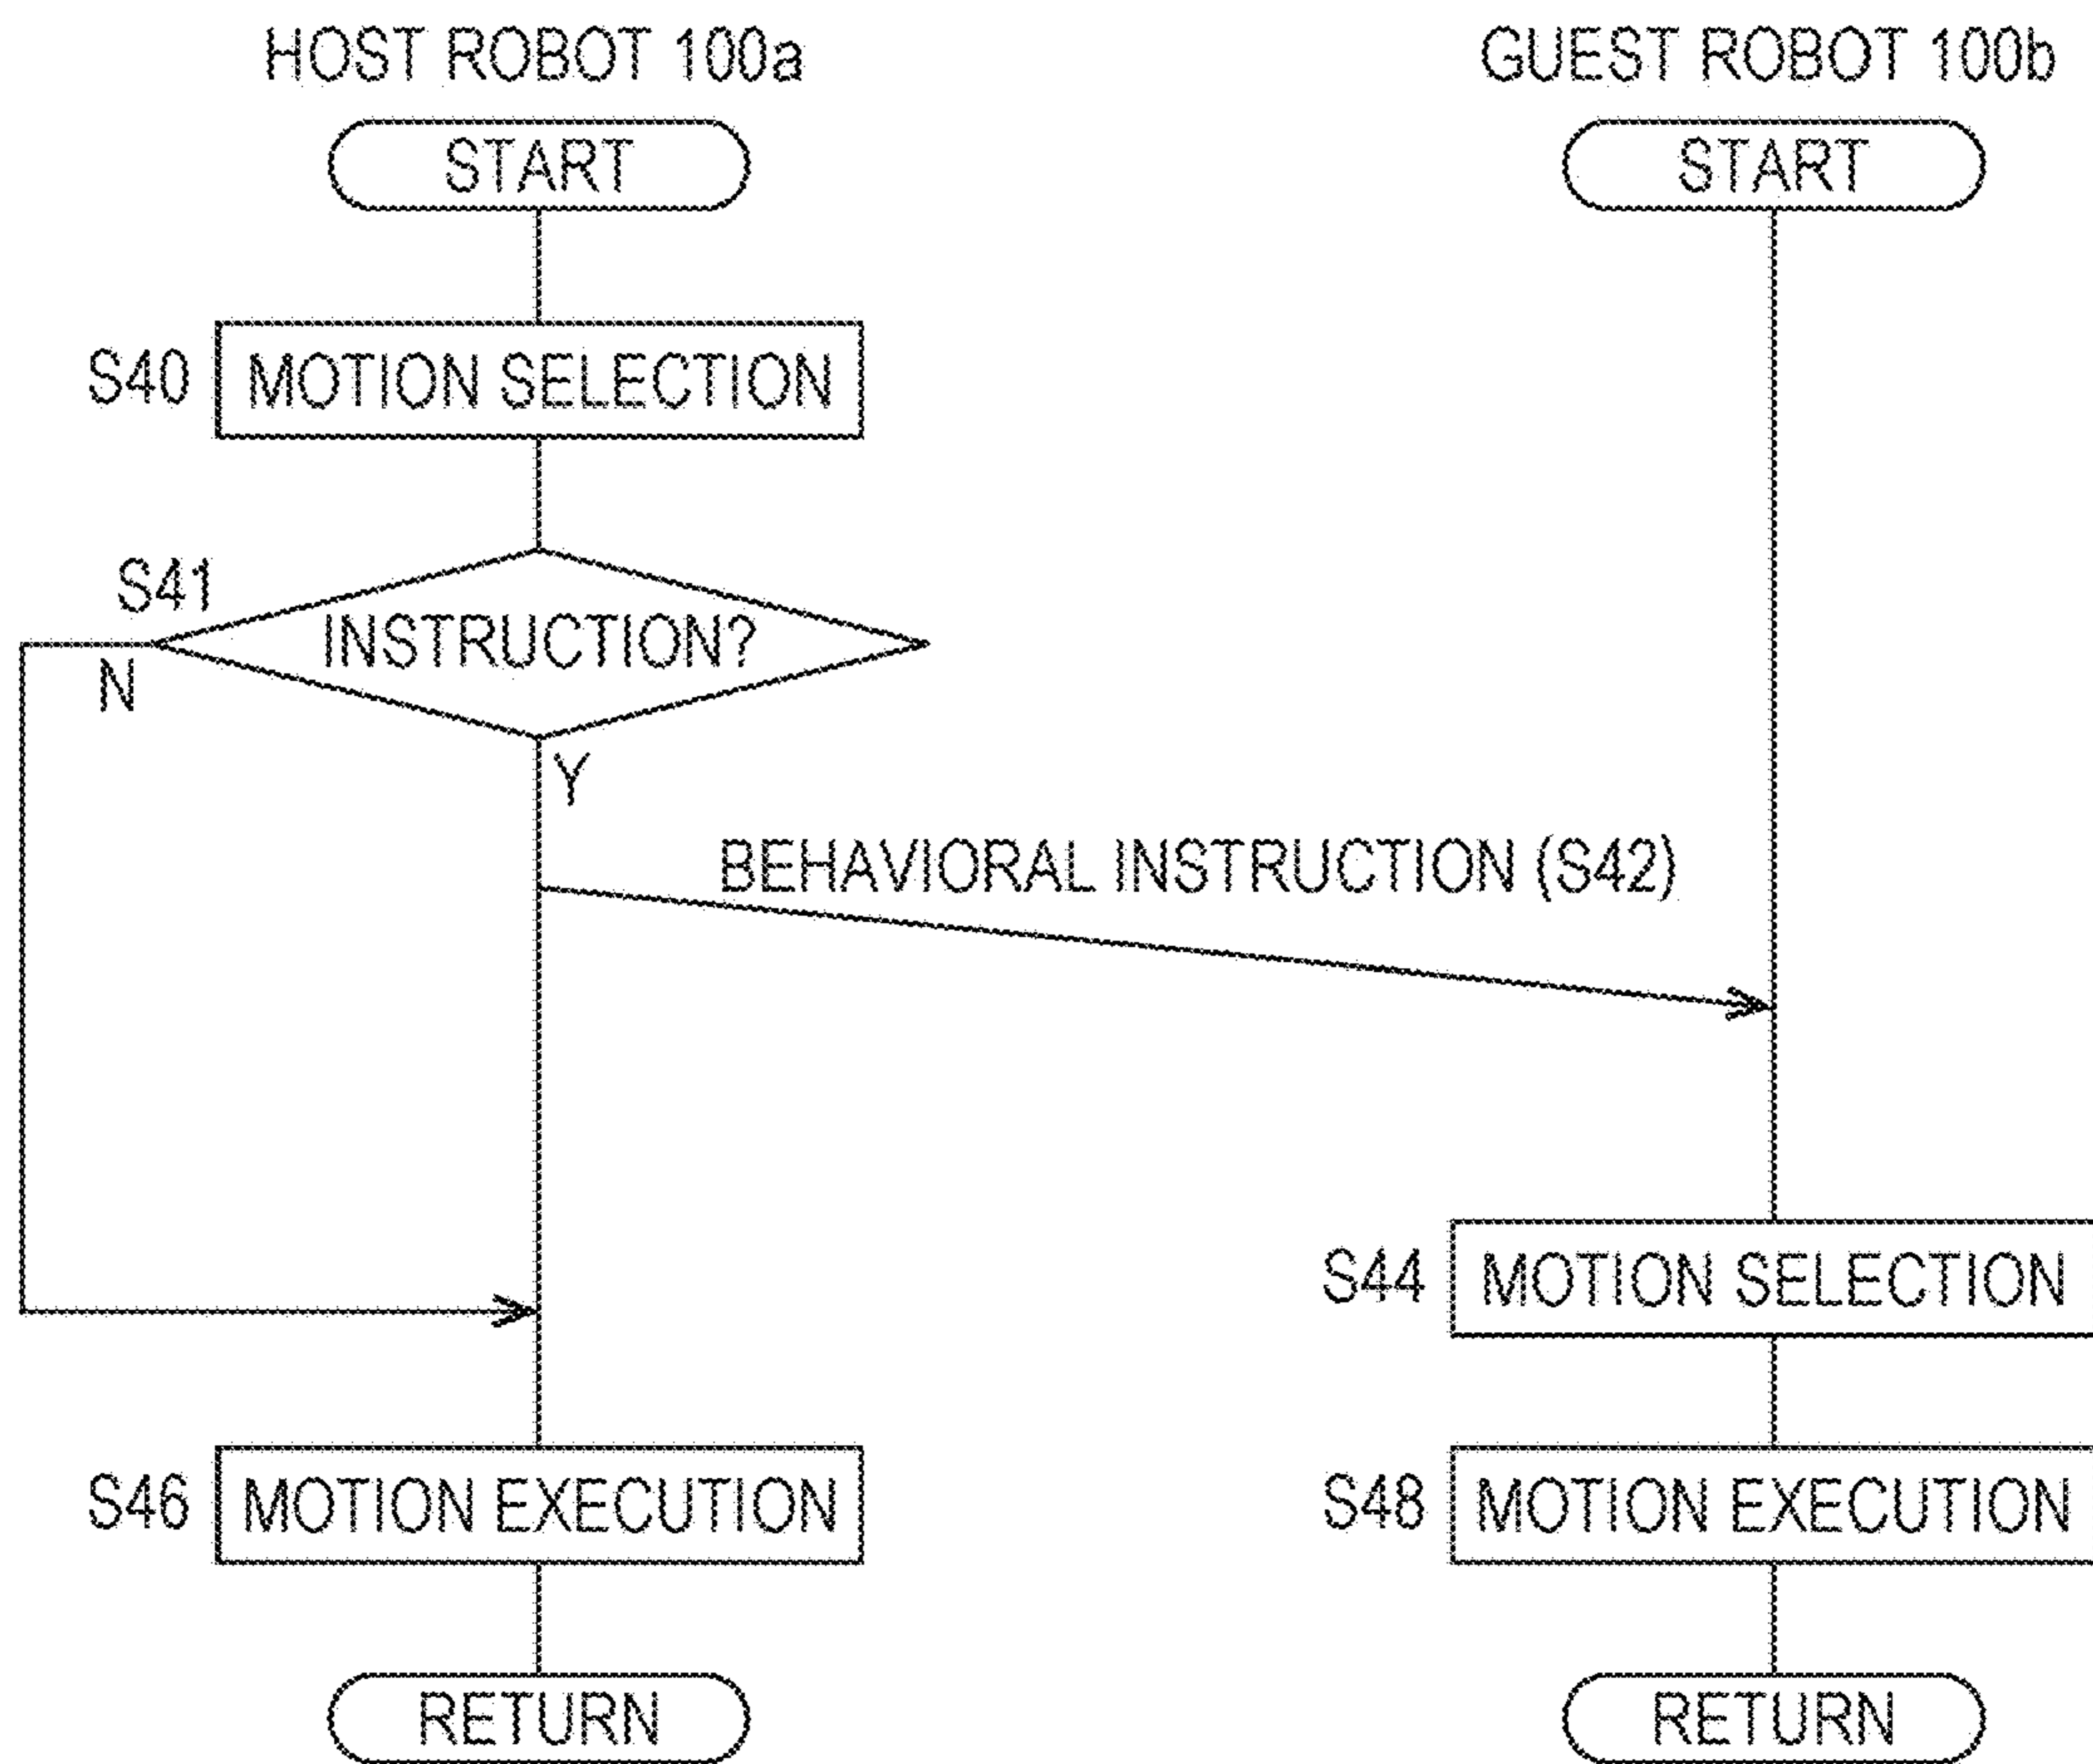 HOST ROBOT 100a
GUEST ROBOT 100b
START
START
S40
MOTION SELECTION
S41
INSTRUCTION?
N
Y
BEHAVIORAL INSTRUCTION (S42)
S44
MOTION SELECTION
S46
MOTION EXECUTION
S48
MOTION EXECUTION
RETURN
RETURN